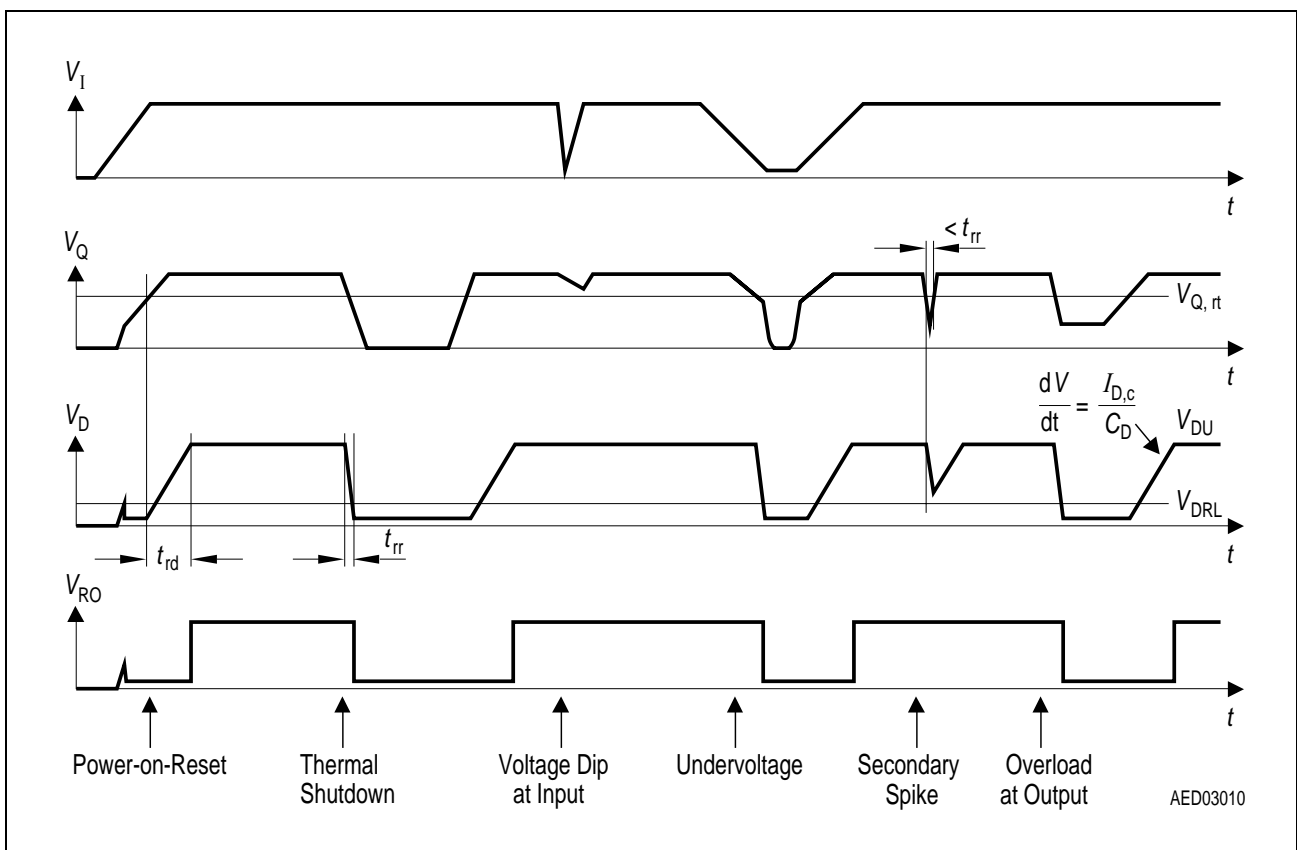 V_I
t
V_Q
< t_rr
V_Q, rt
t
dV/dt = I_D,c/C_D
V_D
V_DU
V_DRL
t_rd
t_rr
t
V_RO
t
Power-on-Reset
Thermal
Shutdown
Voltage Dip
at Input
Undervoltage
Secondary
Spike
Overload
at Output
AED03010